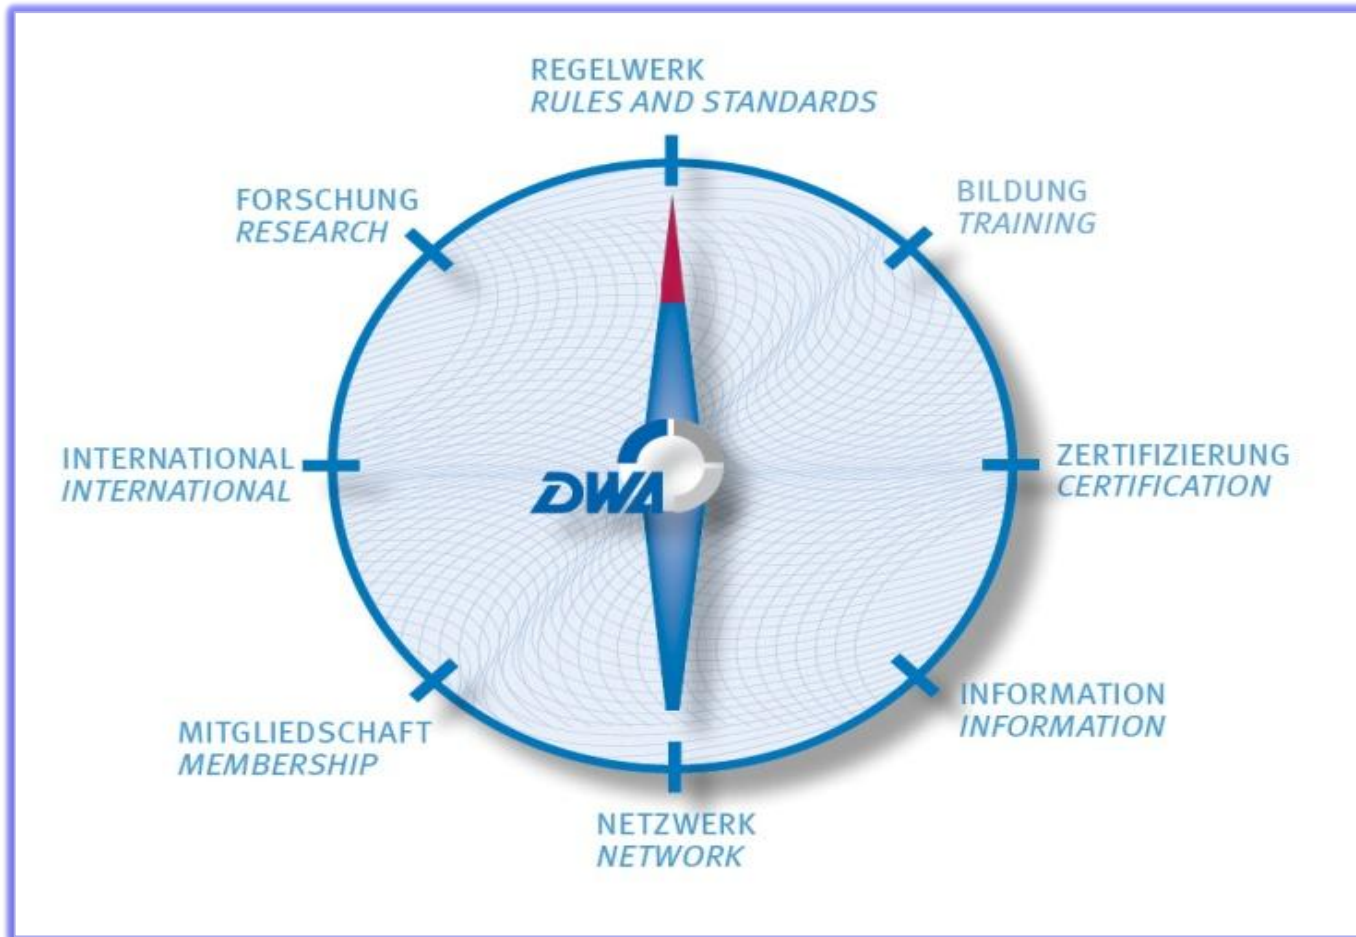 REGELWERK
RULES AND STANDARDS
FORSCHUNG
RESEARCH
BILDUNG
TRAINING
INTERNATIONAL
INTERNATIONAL
DWA
ZERTIFIZIERUNG
CERTIFICATION
MITGLIEDSCHAFT
MEMBERSHIP
INFORMATION
INFORMATION
NETZWERK
NETWORK